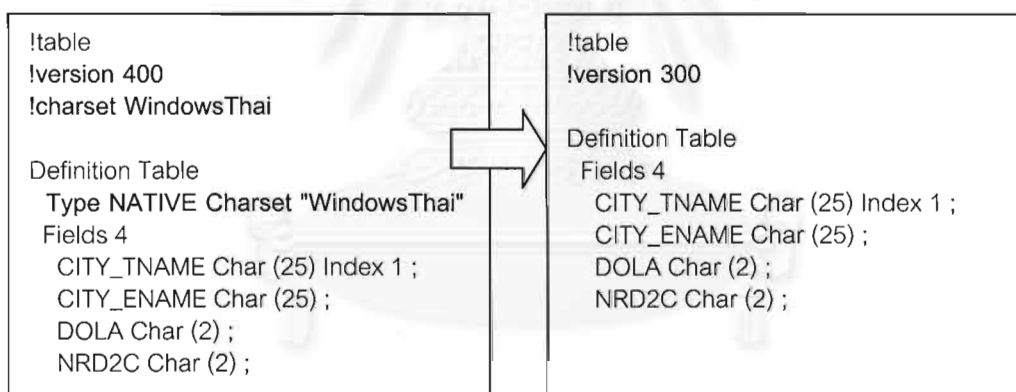 !table
!version 400
!charset WindowsThai
Definition Table
Type NATIVE Charset "WindowsThai"
Fields 4
CITY_TNAME Char (25) Index 1 ;
CITY_ENAME Char (25) ;
DOLA Char (2) ;
NRD2C Char (2) ;
!table
!version 300
Definition Table
Fields 4
CITY_TNAME Char (25) Index 1 ;
CITY_ENAME Char (25) ;
DOLA Char (2) ;
NRD2C Char (2) ;